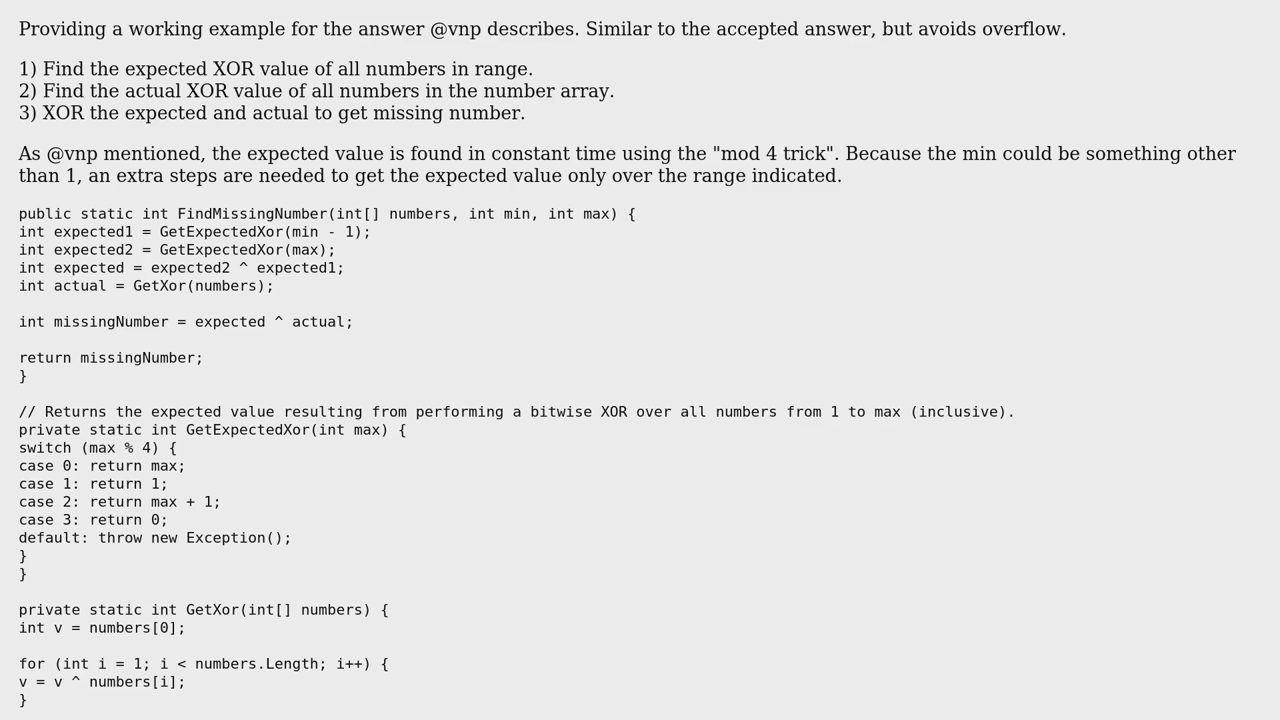 Providing a working example for the answer @vnp describes. Similar to the accepted answer, but avoids overflow.
1) Find the expected XOR value of all numbers in range.
2) Find the actual XOR value of all numbers in the number array.
3) XOR the expected and actual to get missing number.
As @vnp mentioned, the expected value is found in constant time using the "mod 4 trick". Because the min could be something other
than 1, an extra steps are needed to get the expected value only over the range indicated.
public static int FindMissingNumber(int[] numbers, int min, int max) {
int expected1 = GetExpectedXor(min - 1);
int expected2 = GetExpectedXor(max);
int expected = expected2 ^ expected1;
int actual = GetXor(numbers);
int missingNumber = expected ^ actual;
return missingNumber;
}
// Returns the expected value resulting from performing a bitwise XOR over all numbers from 1 to max (inclusive).
private static int GetExpectedXor(int max) {
switch (max % 4) {
case 0: return max;
case 1: return 1;
case 2: return max + 1;
case 3: return 0;
default: throw new Exception();
}
}
private static int GetXor(int[] numbers) {
int v = numbers[0];
for (int i = 1; i < numbers.Length; i++) {
v = v ^ numbers[i];
}